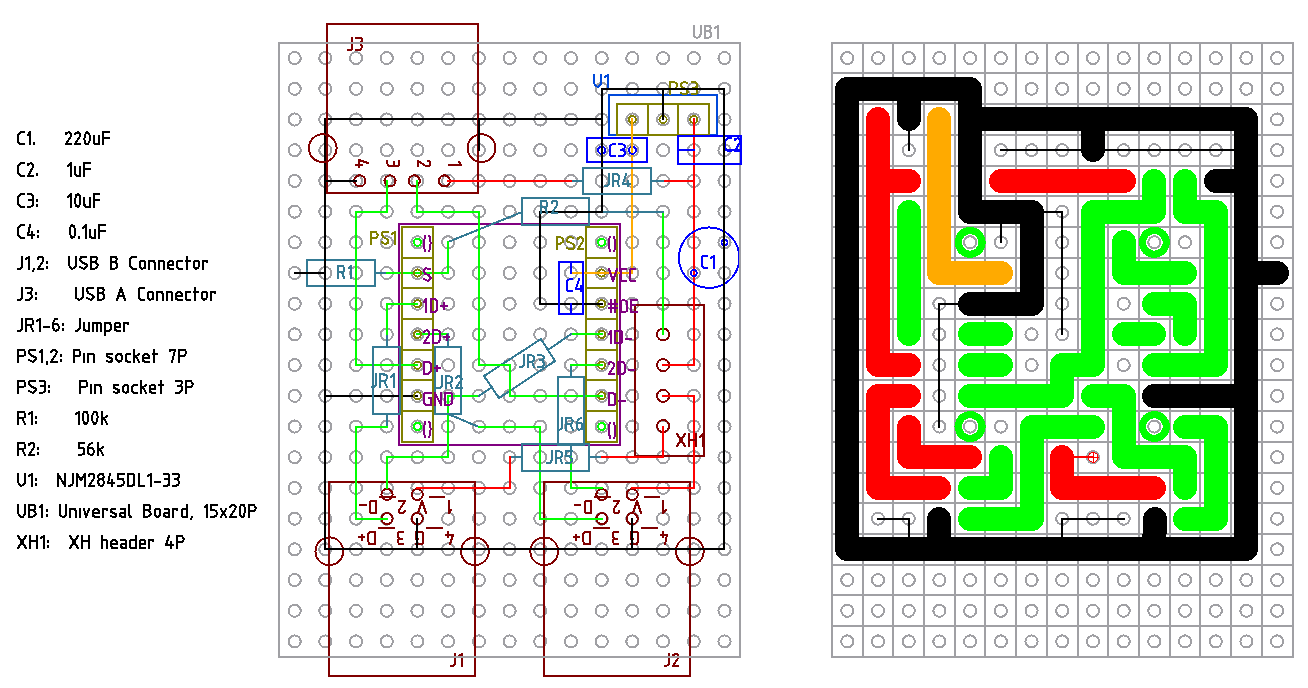 C1. 220uF
C2. 1uF
C3: 10uF
C4: 0.1uF
J1,2: USB B Connector
J3: USB A Connector
JR1-6: Jumper
PS1,2: Pin socket 7P
PS3: Pin socket 3P
R1: 100k
R2: 56k
U1: NJM2845DL1-33
UB1: Universal Board, 15x20P
XH1: XH header 4P
UB1
J3
U1
PS3
C3
C2
4 3 2 1
JR4
R2
PS1
()
PS2
()
C1
R1
S
C4
VCC
1D+
#OE
2D+
1D-
JR3
D+
2D-
JR1
JR2
GND
D-
()
JR6
()
XH1
JR5
D- 2 V 1
D- 2 V 1
D+ 3 G 4
D+ 3 G 4
J1
J2